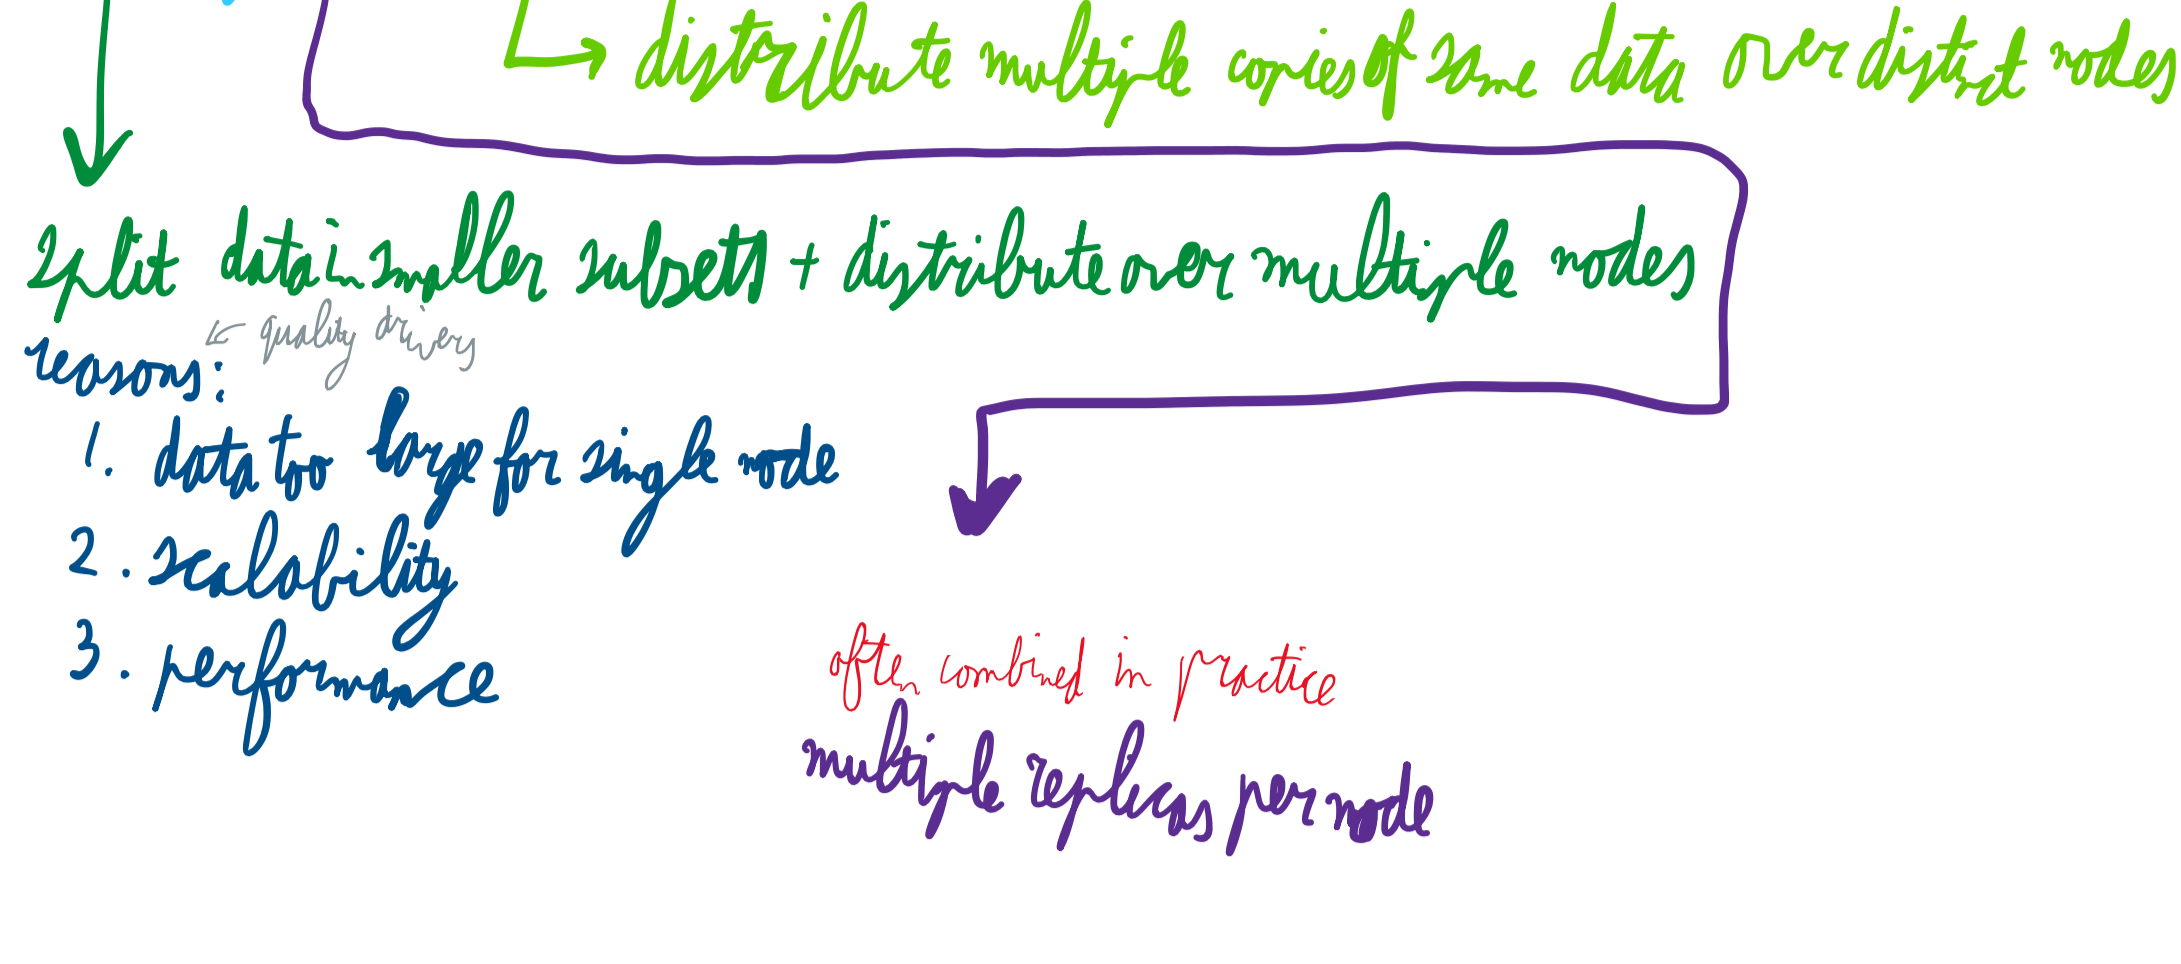 distribute multiple copies of same data over distinct nodes
split data in smaller subsets + distribute over multiple nodes
← quality drivers
reasons:
1. data too large for single node
2. scalability
3. performance
often combined in practice
multiple replicas per node